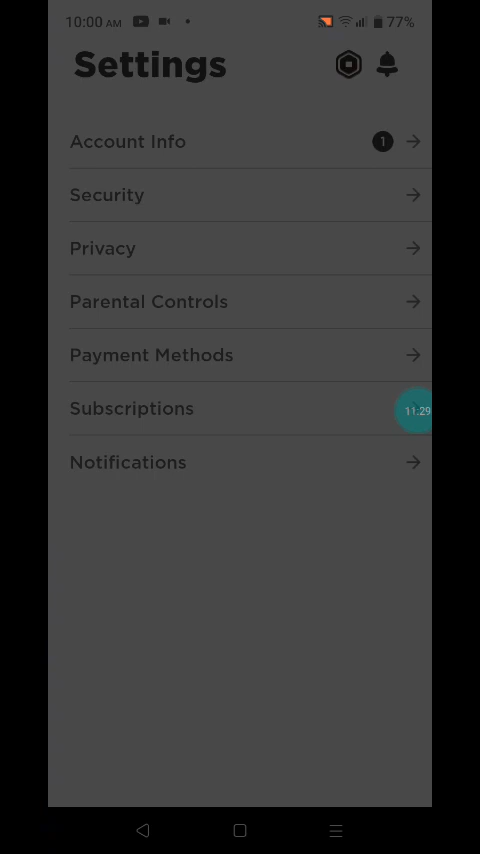 10:00 AM 77%
Settings
Account Info 1
Security
Privacy
Parental Controls
Payment Methods
Subscriptions
11:29
Notifications